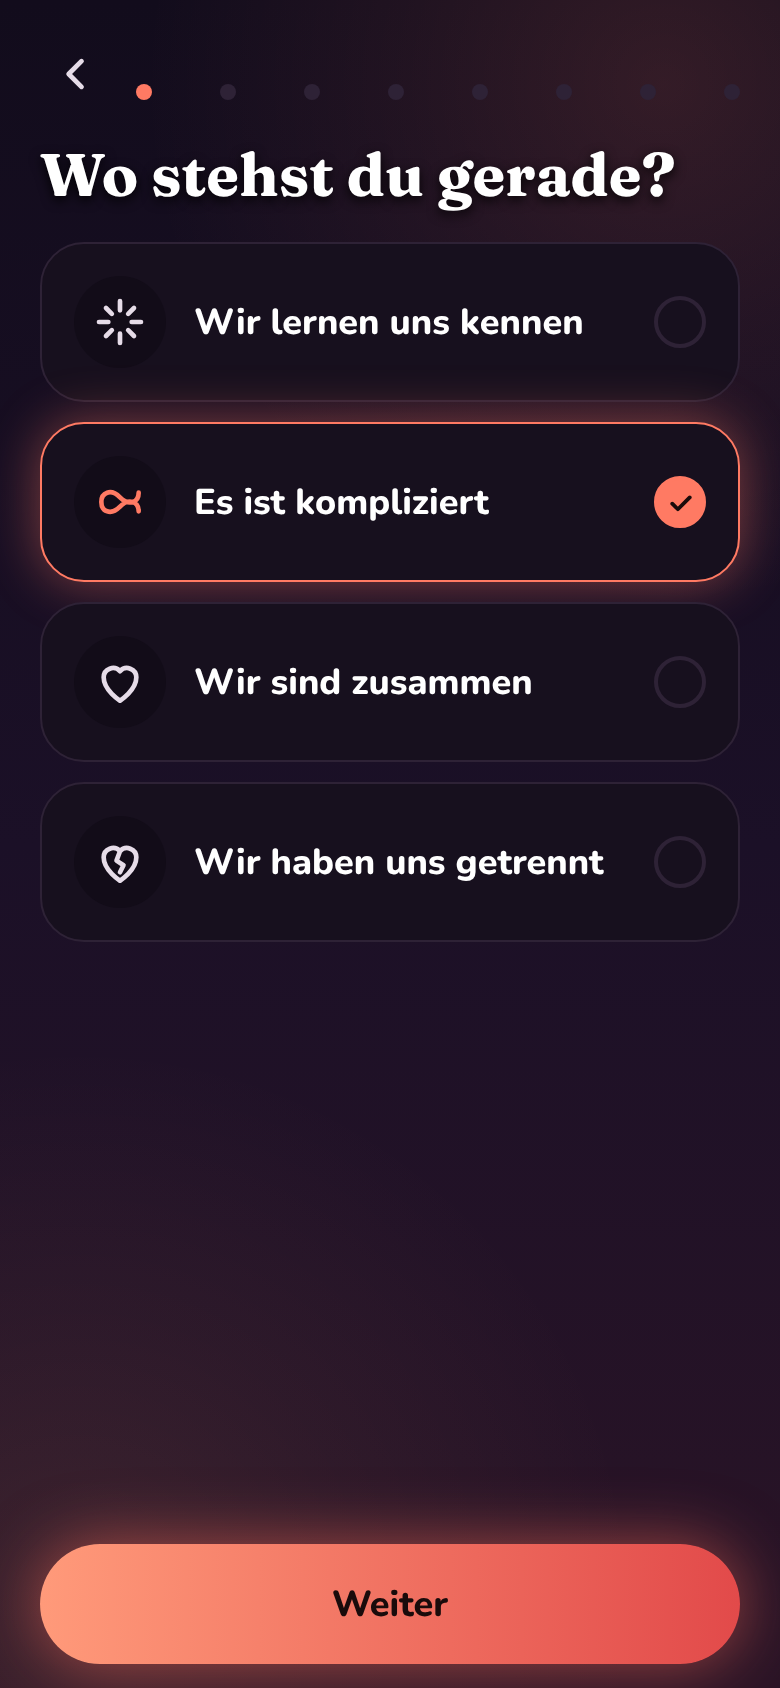 Wo stehst du gerade?
Wir lernen uns kennen
Es ist kompliziert
Wir sind zusammen
Wir haben uns getrennt
Weiter